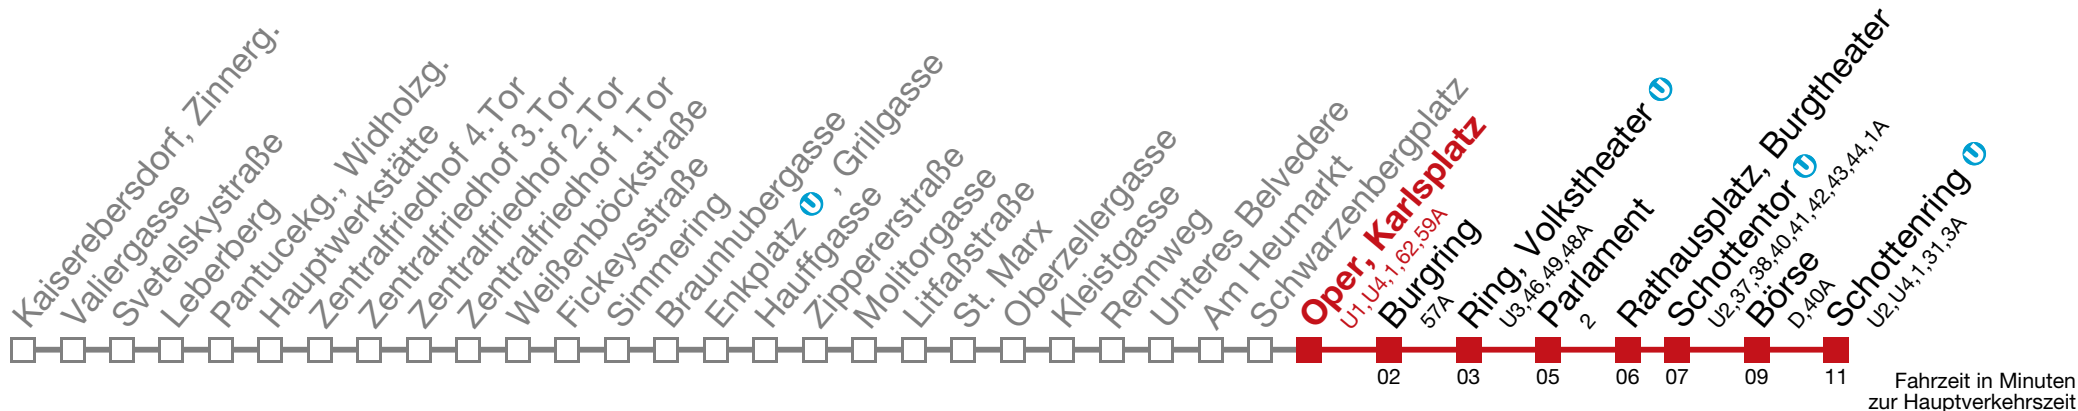 Kaiserebersdorf, Zinnerg.
Valiergasse
Svetelskystraße
Leberberg
Pantucekg., Widholzg.
Hauptwerkstätte
Zentralfriedhof 4.Tor
Zentralfriedhof 3.Tor
Zentralfriedhof 2.Tor
Zentralfriedhof 1.Tor
Weißenböckstraße
Fickeysstraße
Simmering
Braunhubergasse
Enkplatz U, Grillgasse
Hauffgasse
Zippererstraße
Molitorgasse
Litfaßstraße
St. Marx
Oberzellergasse
Kleistgasse
Rennweg
Unteres Belvedere
Am Heumarkt
Schwarzenbergplatz
Oper, Karlsplatz
U1,U4,1,62,59A
Burgring
57A
Ring, Volkstheater U
U3,46,49,48A
Parlament
2
Rathausplatz, Burgtheater
Schottentor U
U2,37,38,40,41,42,43,44,1A
Börse
D,40A
Schottenring U
U2,U4,1,31,3A
02 03 05 06 07 09 11
Fahrzeit in Minuten
zur Hauptverkehrszeit